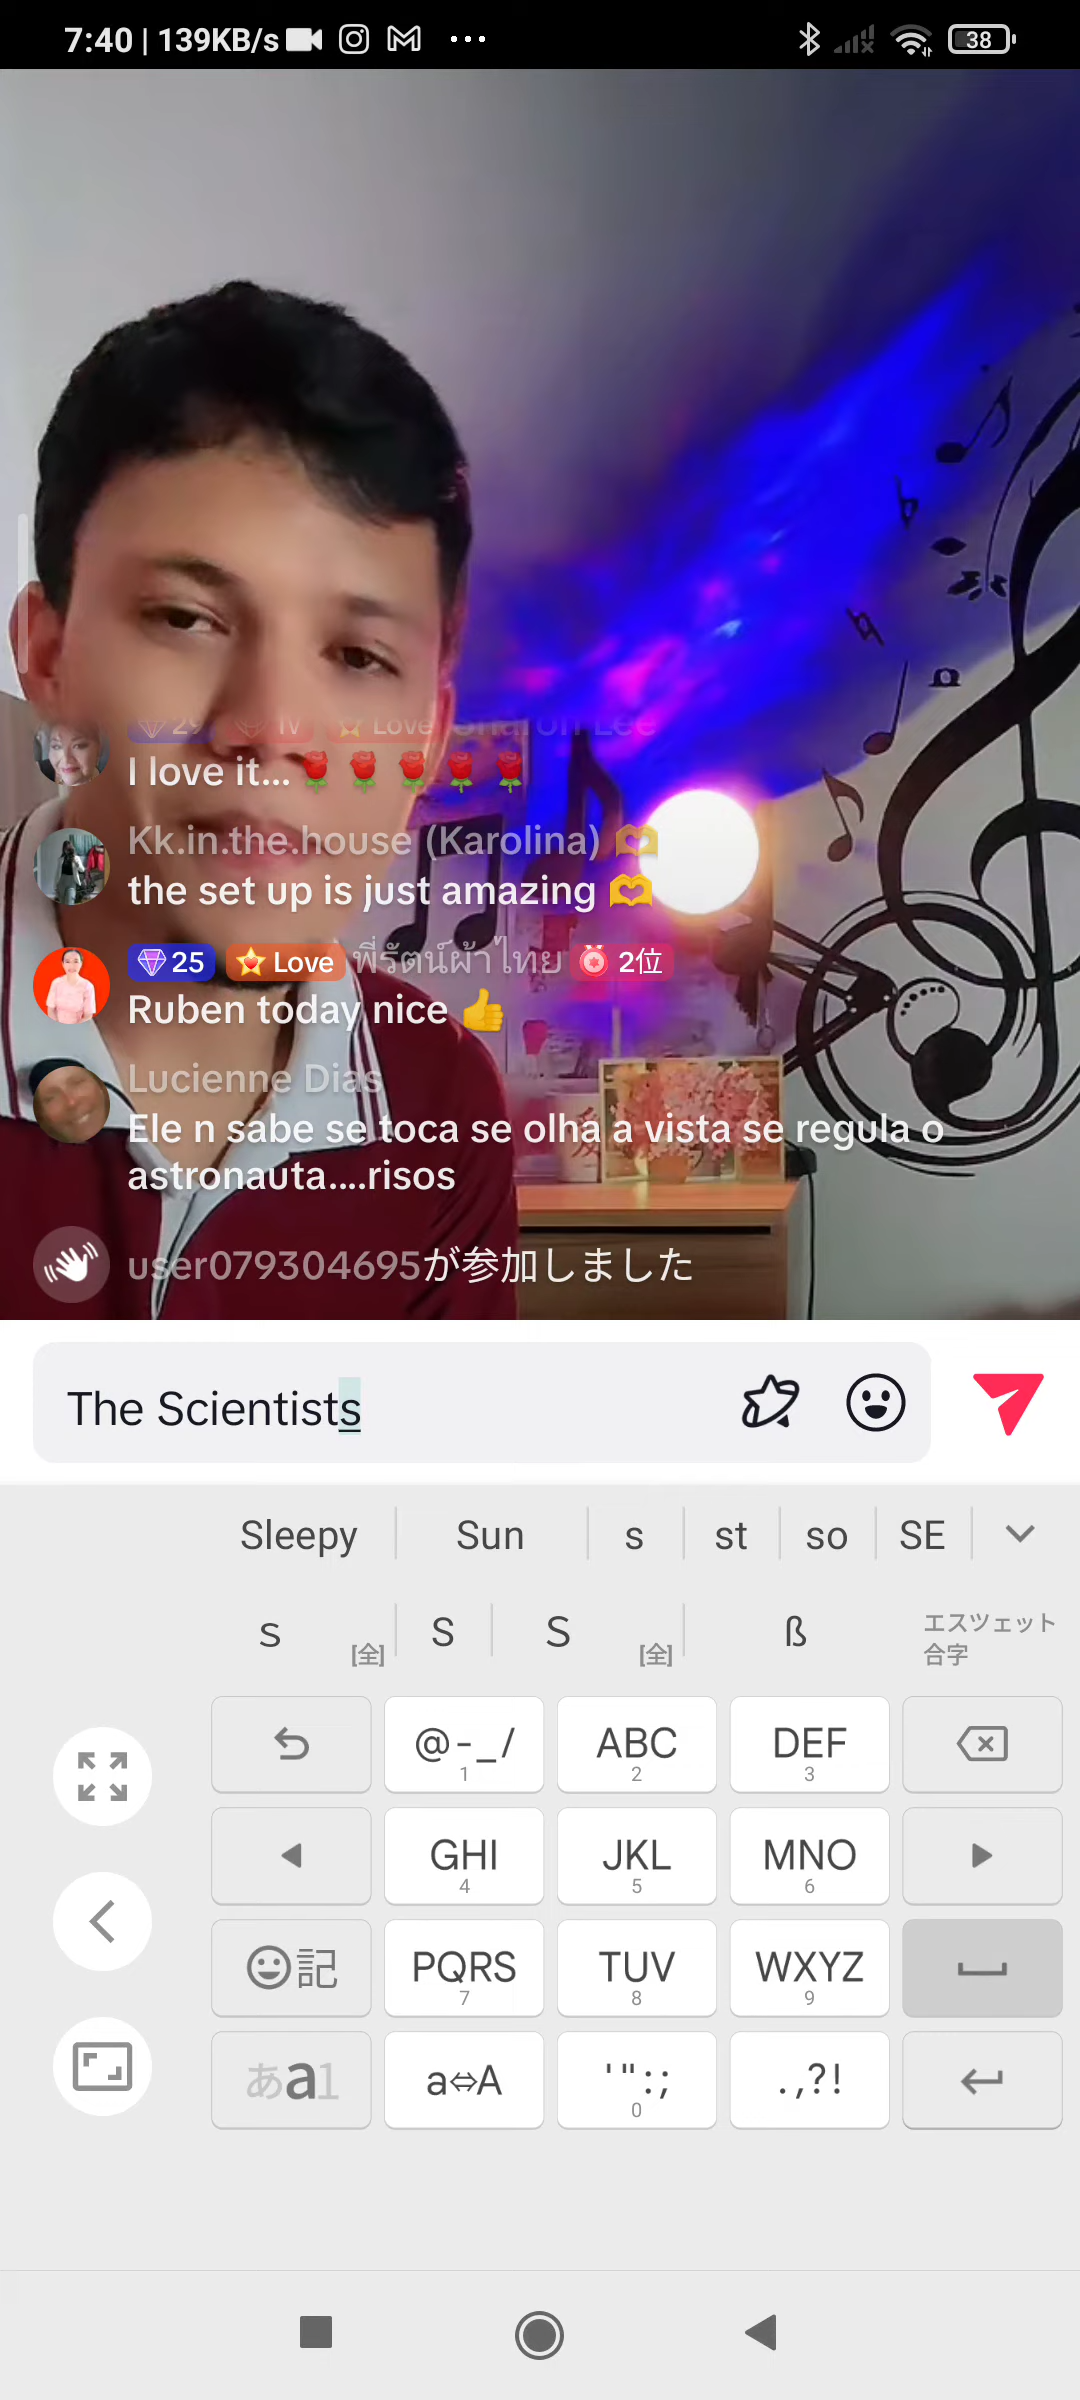 7:40 | 139KB/s
38
29 IV Love Sharon Lee
I love it...🌹🌹🌹🌹🌹
Kk.in.the.house (Karolina) 🫶
the set up is just amazing 🫶
25 Love พี่รัตน์ผ้าไทย 2位
Ruben today nice 👍
Lucienne Dias
Ele n sabe se toca se olha a vista se regula o
astronauta....risos
user079304695が参加しました
The Scientists
Sleepy Sun s st so SE
s [全] S S [全] ß エスツェット
合字
@-_/ ABC DEF
1 2 3
GHI JKL MNO
4 5 6
記 PQRS TUV WXYZ
7 8 9
あa1 a⇔A '":; .,?!
0